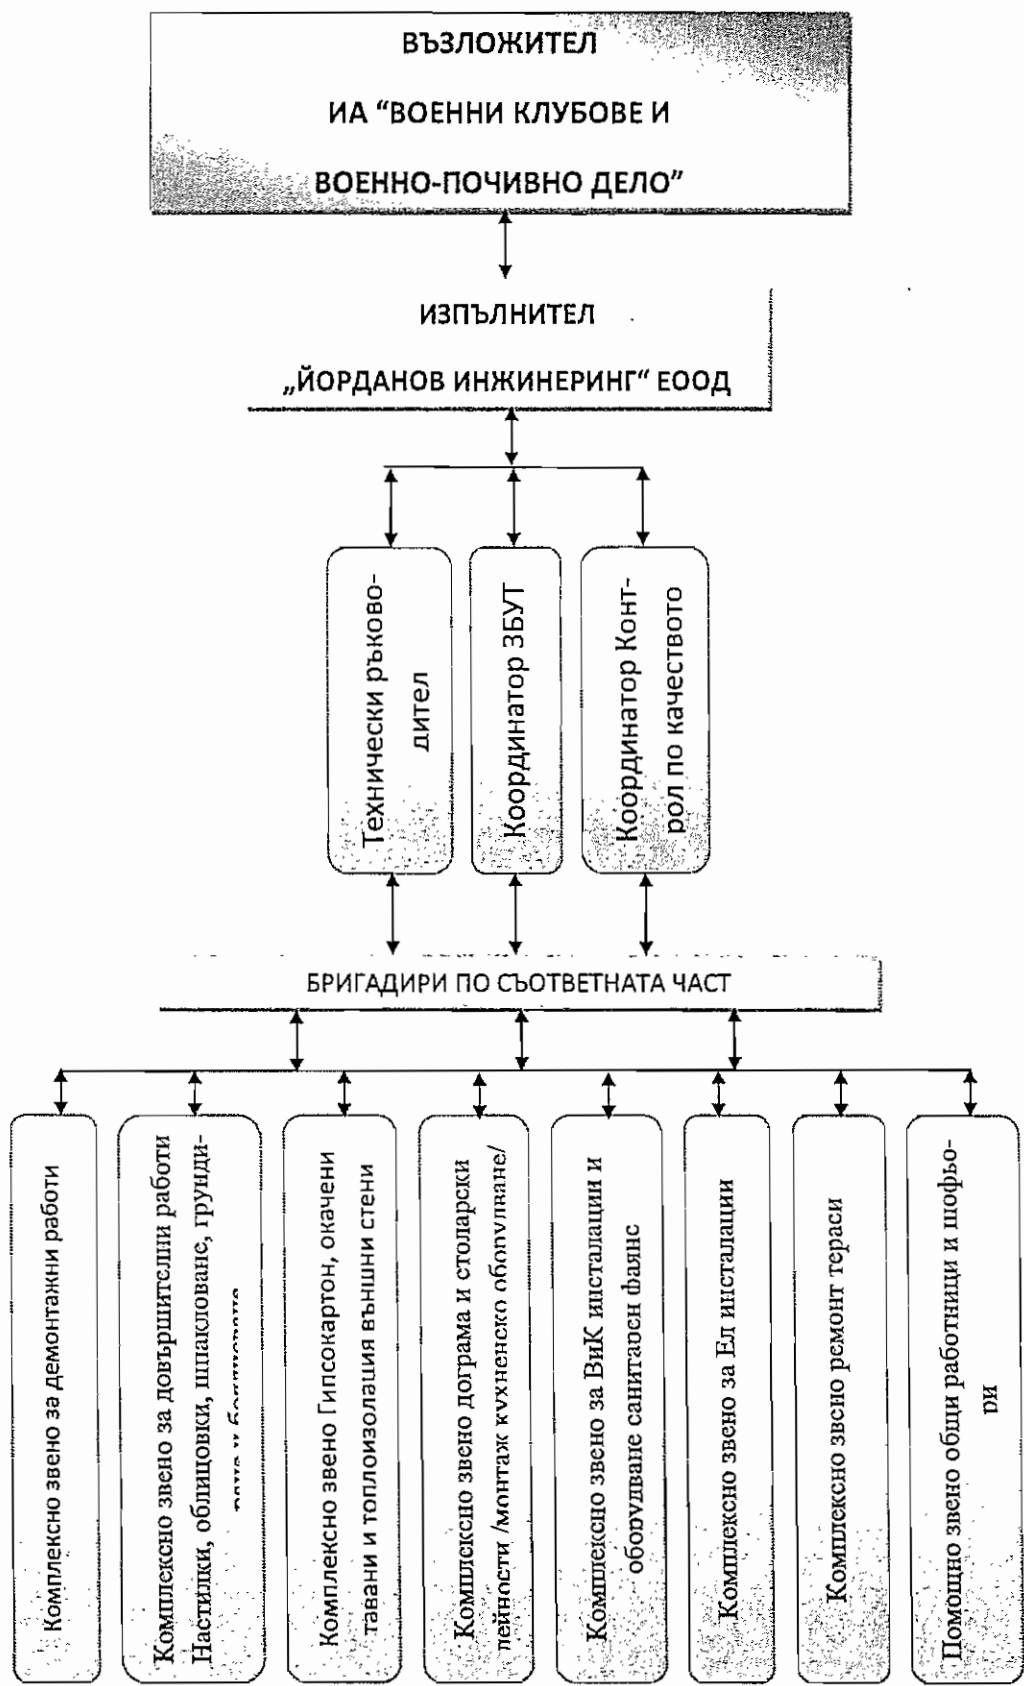 ВЪЗЛОЖИТЕЛ
ИА “ВОЕННИ КЛУБОВЕ И
ВОЕННО-ПОЧИВНО ДЕЛО”
ИЗПЪЛНИТЕЛ
„ЙОРДАНОВ ИНЖИНЕРИНГ“ ЕООД
Технически ръково-
дител
Координатор ЗБУТ
Координатор Конт-
рол по качеството
БРИГАДИРИ ПО СЪОТВЕТНАТА ЧАСТ
Комплексно звено за демонтажни работи
Комплексно звено за довършителни работи
Настилки, облицовки, шпакловане, грунди-
Комплексно звено Гипсокартон, окачени
тавани и топлоизолация външни стени
Комплексно звено дограма и столарски
дейности /монтаж кухненско оборудване/
Комплексно звено за ВиК инсталации и
оборудване санитарен фаянс
Комплексно звено за Ел инсталации
Комплексно звено ремонт тераси
Помощно звено общи работници и шофьо-
ри